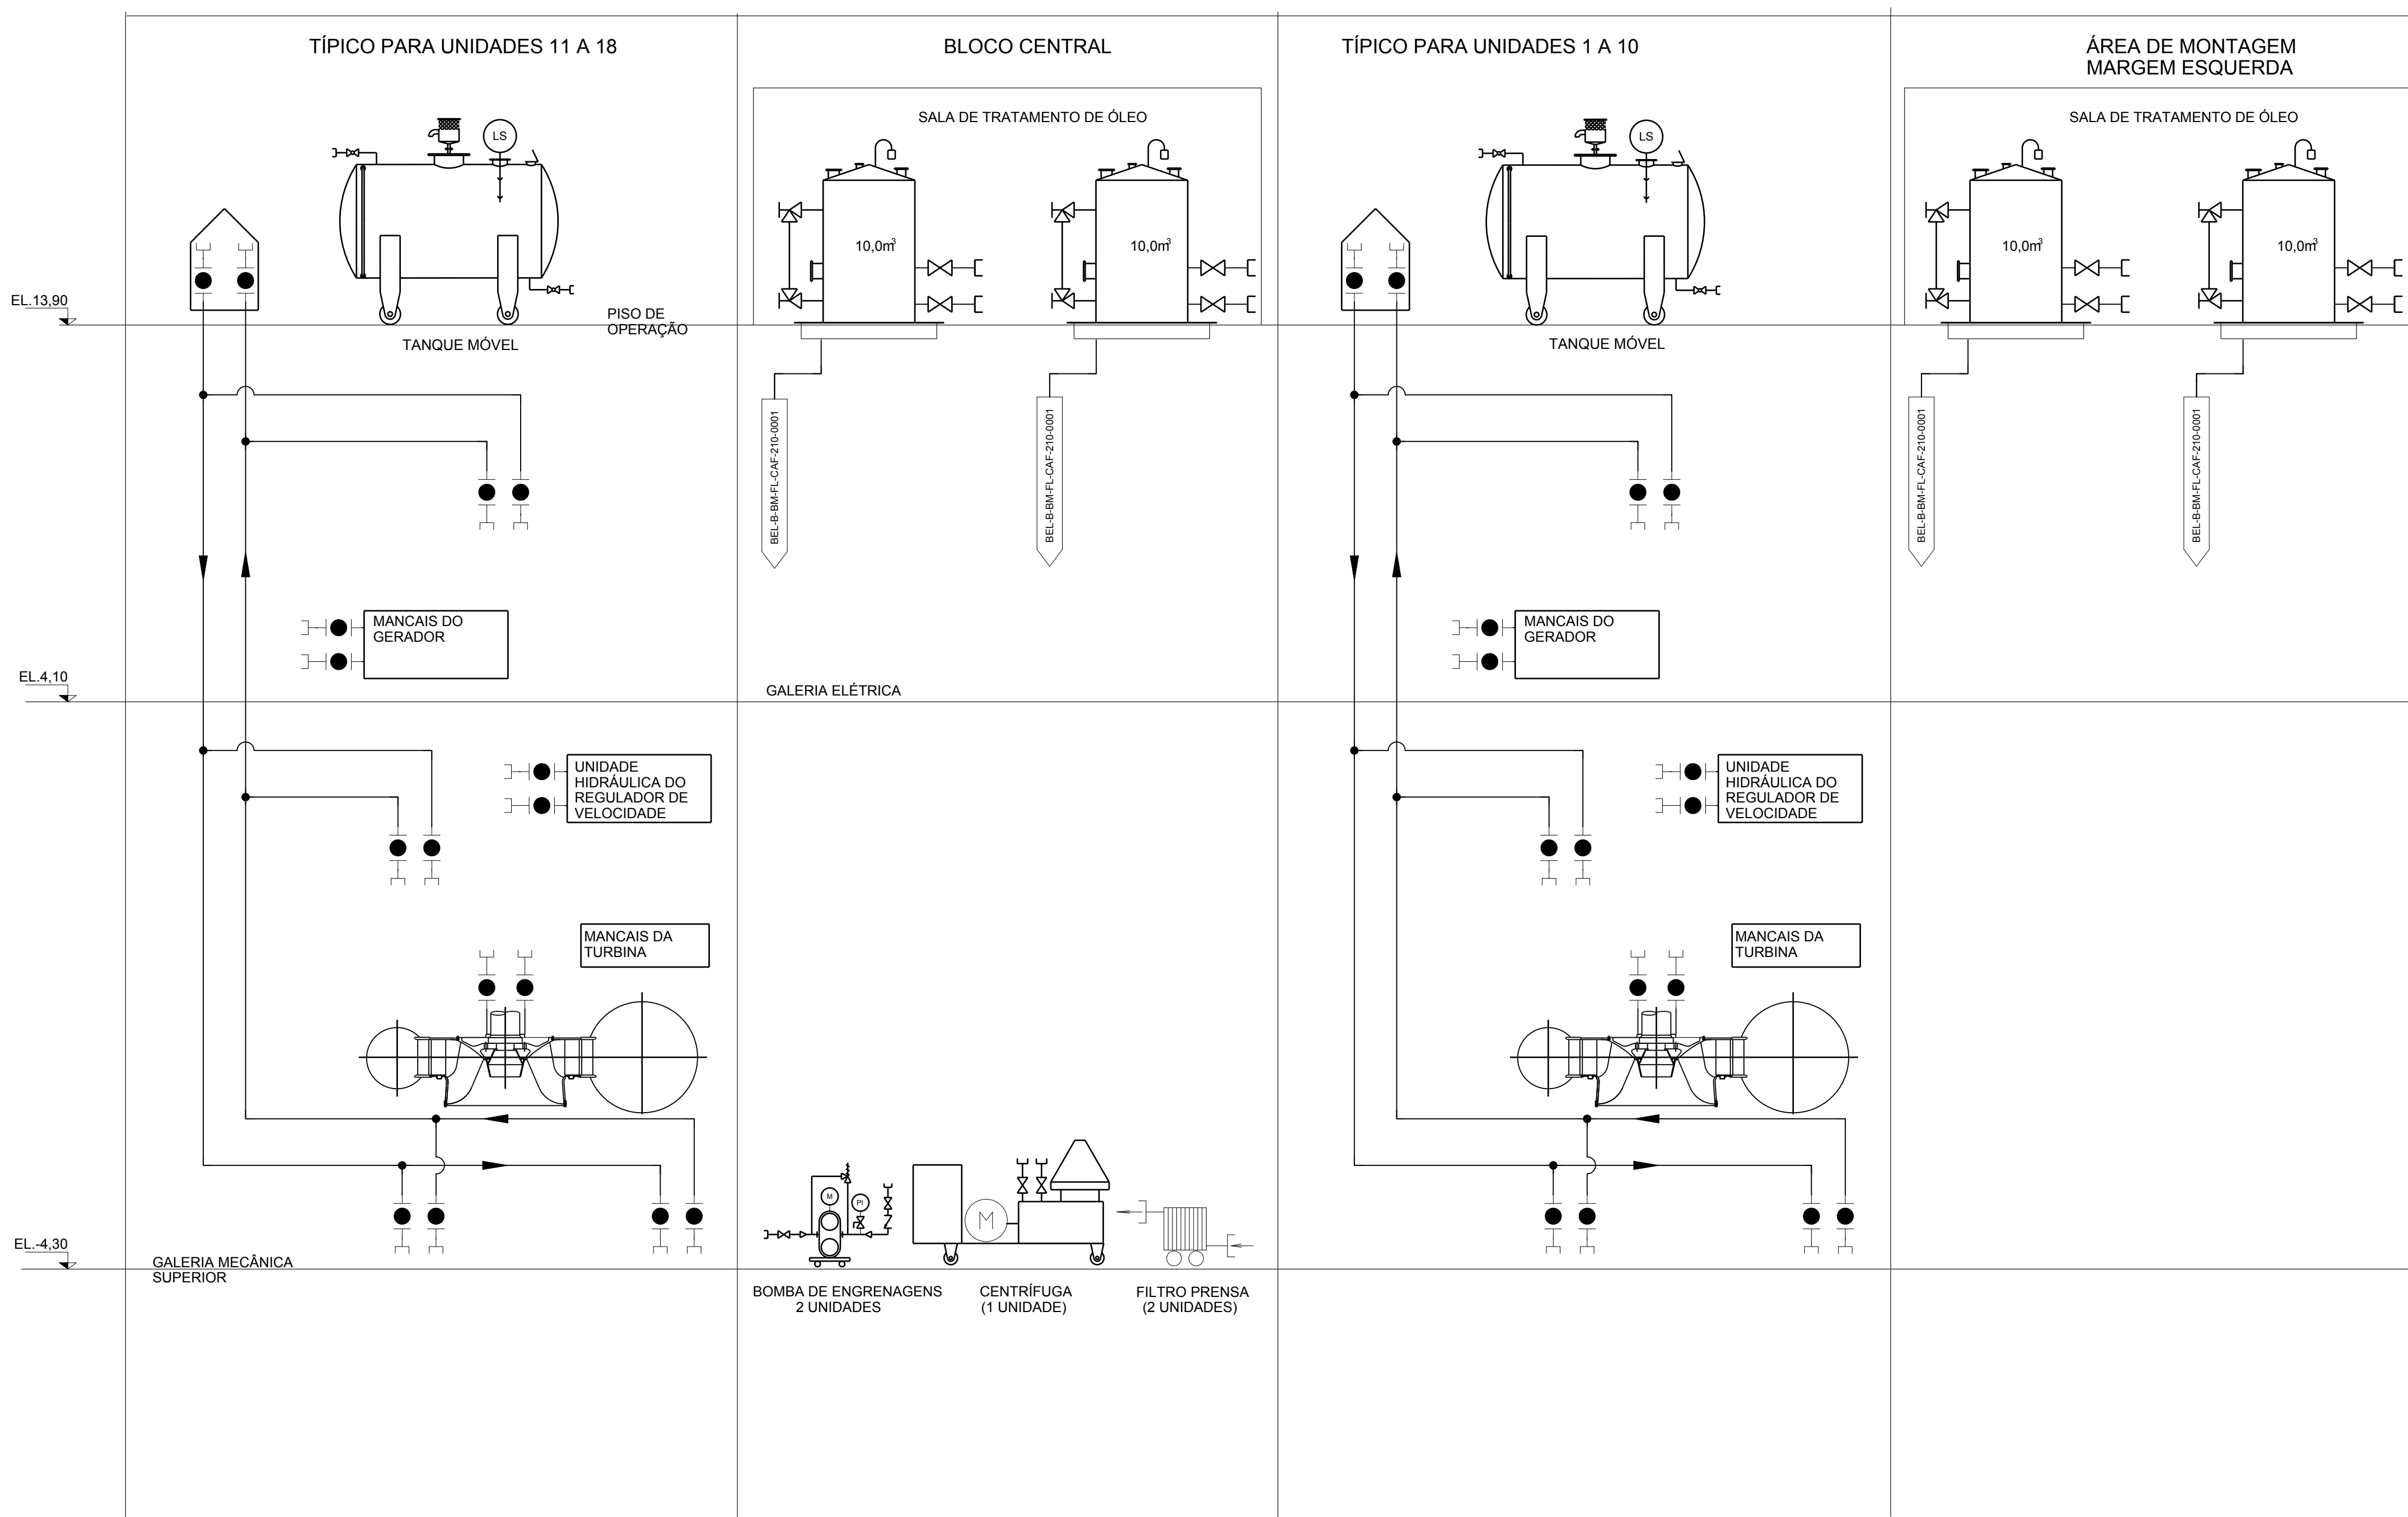 TÍPICO PARA UNIDADES 11 A 18
BLOCO CENTRAL
TÍPICO PARA UNIDADES 1 A 10
ÁREA DE MONTAGEM
MARGEM ESQUERDA
SALA DE TRATAMENTO DE ÓLEO
SALA DE TRATAMENTO DE ÓLEO
LS
LS
10,0m³
10,0m³
10,0m³
10,0m³
EL.13,90
PISO DE
OPERAÇÃO
TANQUE MÓVEL
TANQUE MÓVEL
BEL-B-BM-FL-CAF-210-0001
BEL-B-BM-FL-CAF-210-0001
BEL-B-BM-FL-CAF-210-0001
BEL-B-BM-FL-CAF-210-0001
MANCAIS DO
GERADOR
MANCAIS DO
GERADOR
EL.4,10
GALERIA ELÉTRICA
UNIDADE
HIDRÁULICA DO
REGULADOR DE
VELOCIDADE
UNIDADE
HIDRÁULICA DO
REGULADOR DE
VELOCIDADE
MANCAIS DA
TURBINA
MANCAIS DA
TURBINA
M
PI
M
EL.-4,30
GALERIA MECÂNICA
SUPERIOR
BOMBA DE ENGRENAGENS
2 UNIDADES
CENTRÍFUGA
(1 UNIDADE)
FILTRO PRENSA
(2 UNIDADES)